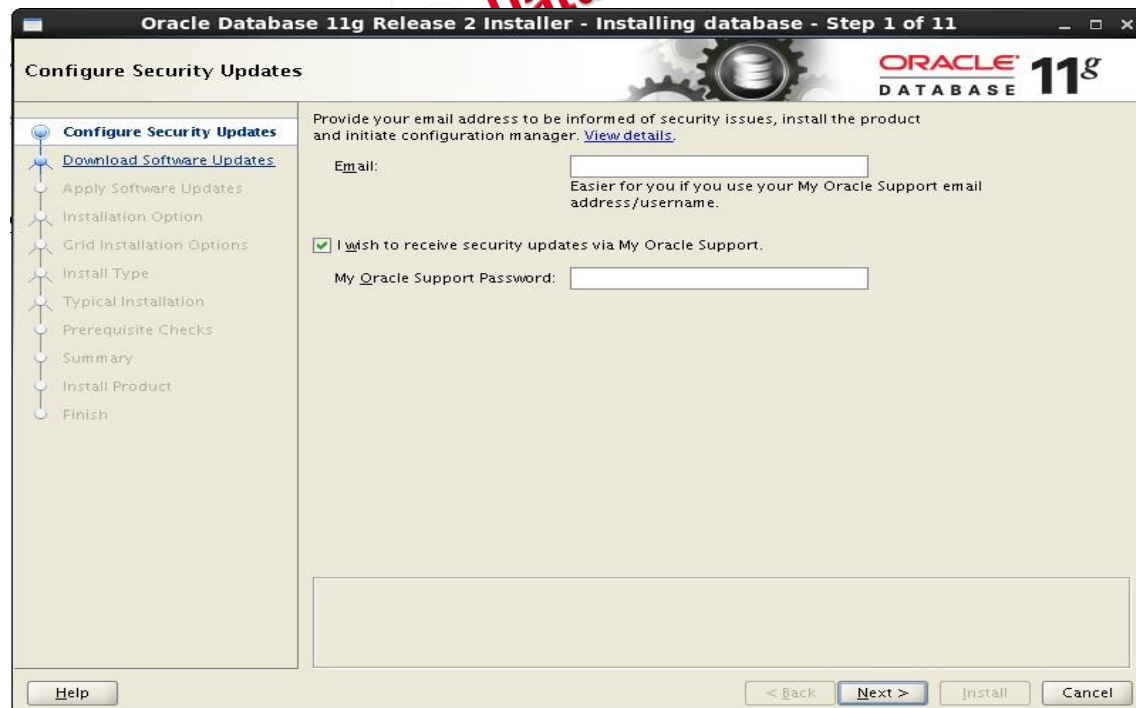 Oracle Database 11g Release 2 Installer - Installing database - Step 1 of 11
Configure Security Updates
ORACLE
DATABASE
11g
Configure Security Updates
Download Software Updates
Apply Software Updates
Installation Option
Grid Installation Options
Install Type
Typical Installation
Prerequisite Checks
Summary
Install Product
Finish
Provide your email address to be informed of security issues, install the product
and initiate configuration manager. View details.
Email:
Easier for you if you use your My Oracle Support email
address/username.
I wish to receive security updates via My Oracle Support.
My Oracle Support Password:
Help
< Back
Next >
Install
Cancel